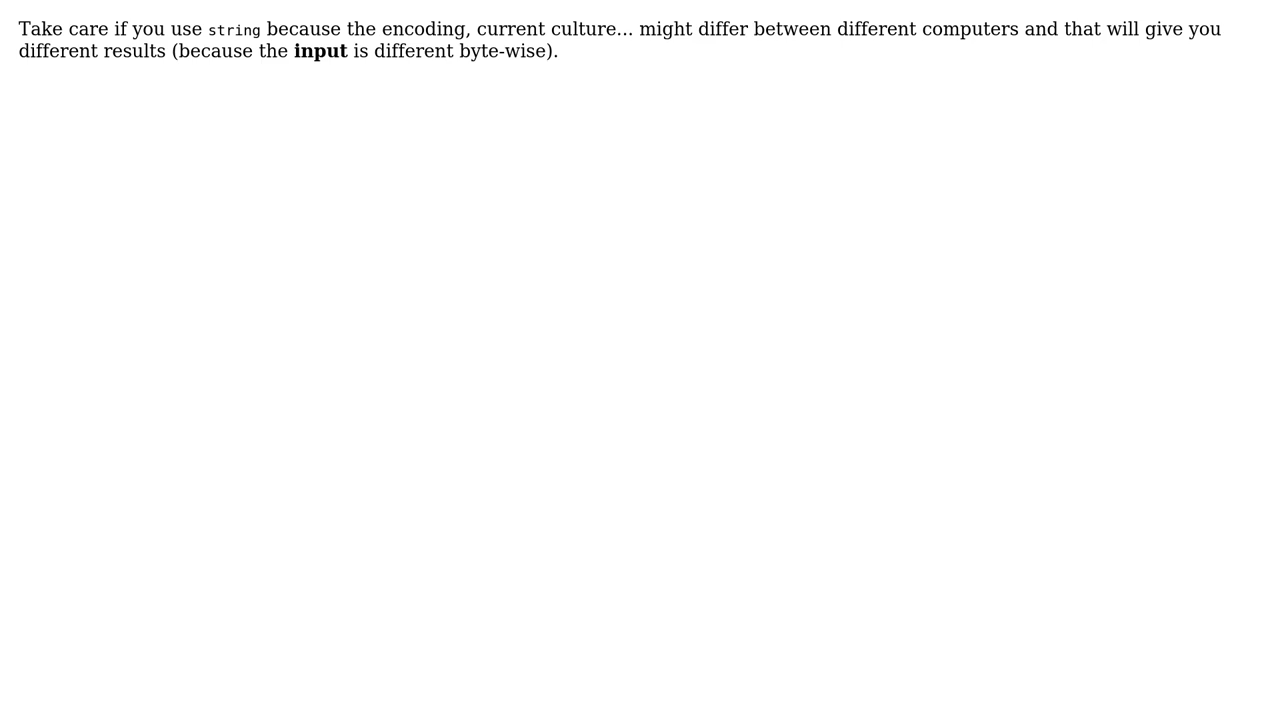 Take care if you use string because the encoding, current culture... might differ between different computers and that will give you
different results (because the input is different byte-wise).